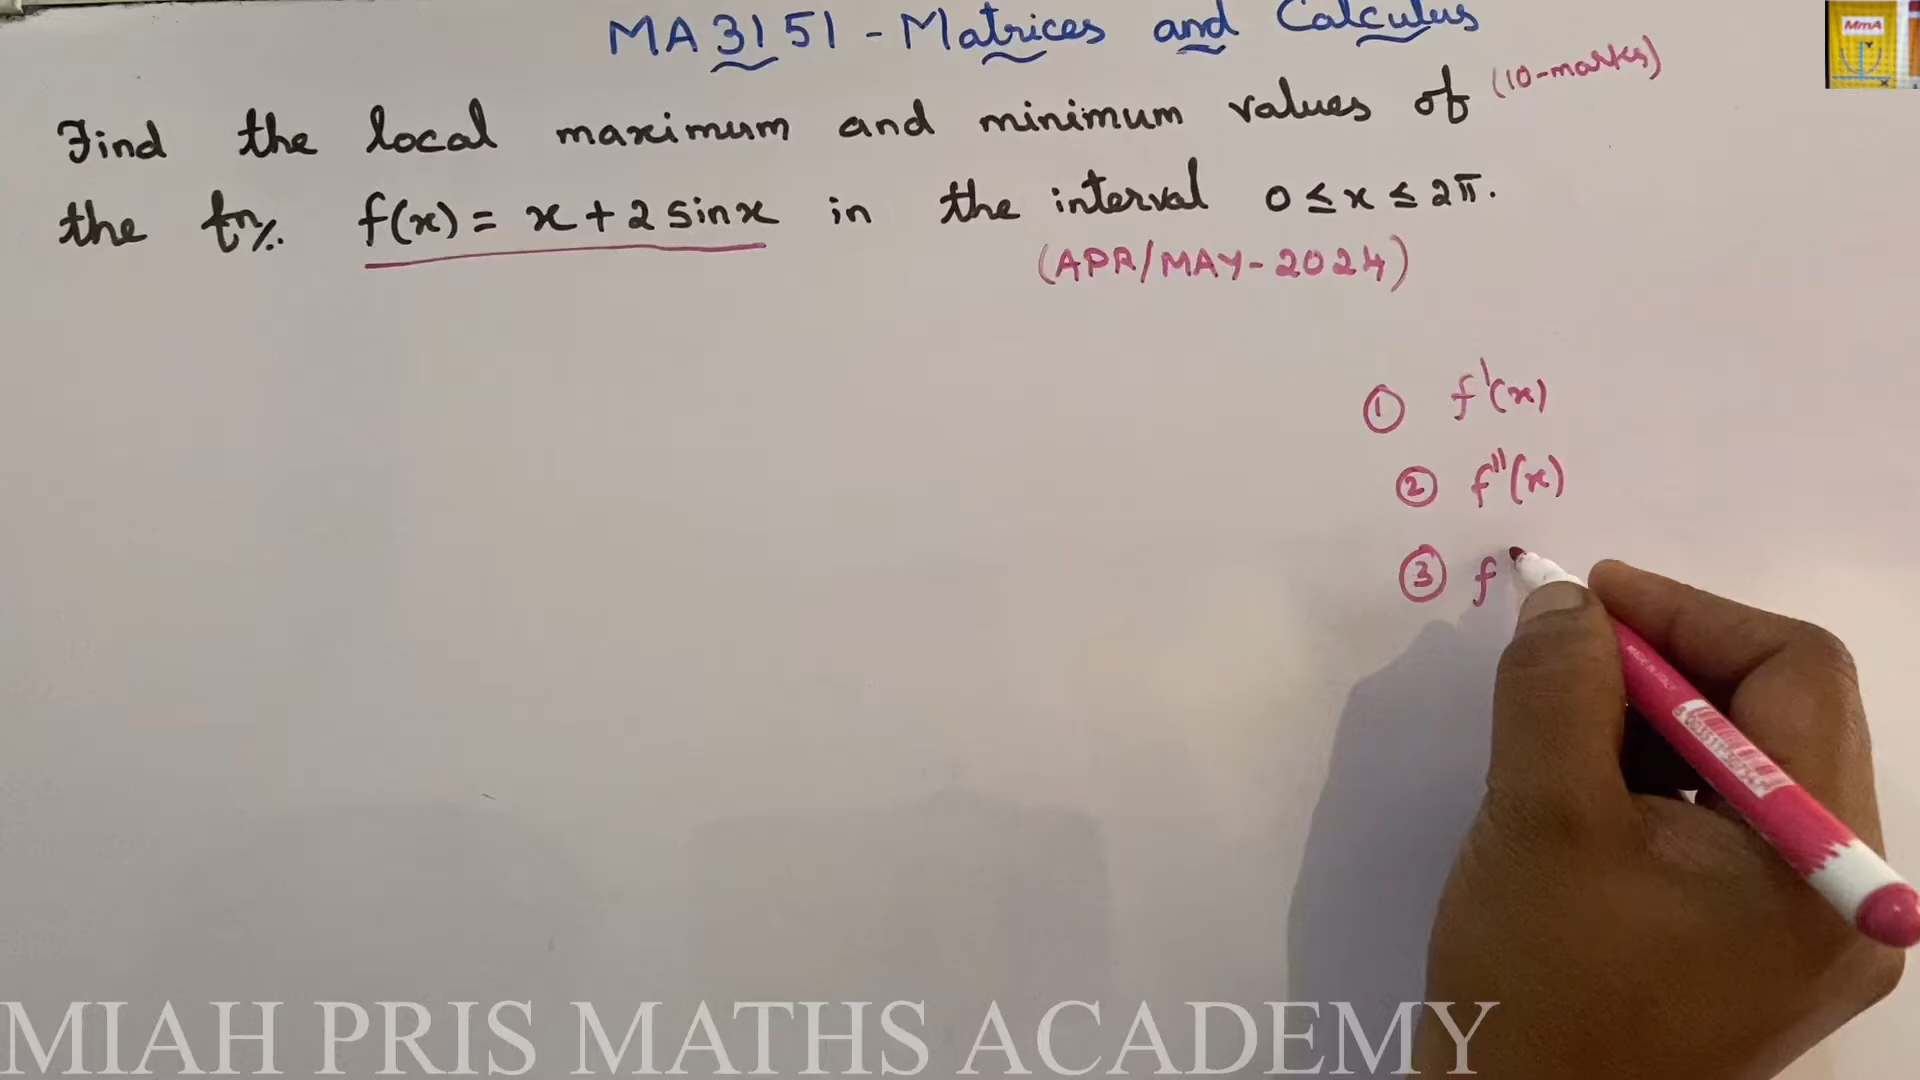 MA3151 - Matrices and Calculus
MmA
Find the local maximum and minimum values of (10-marks)
the fn/. f(x) = x + 2 sinx in the interval 0 ≤ x ≤ 2π.
(APR/MAY-2024)
① f'(x)
② f''(x)
③ f
MIAH PRIS MATHS ACADEMY